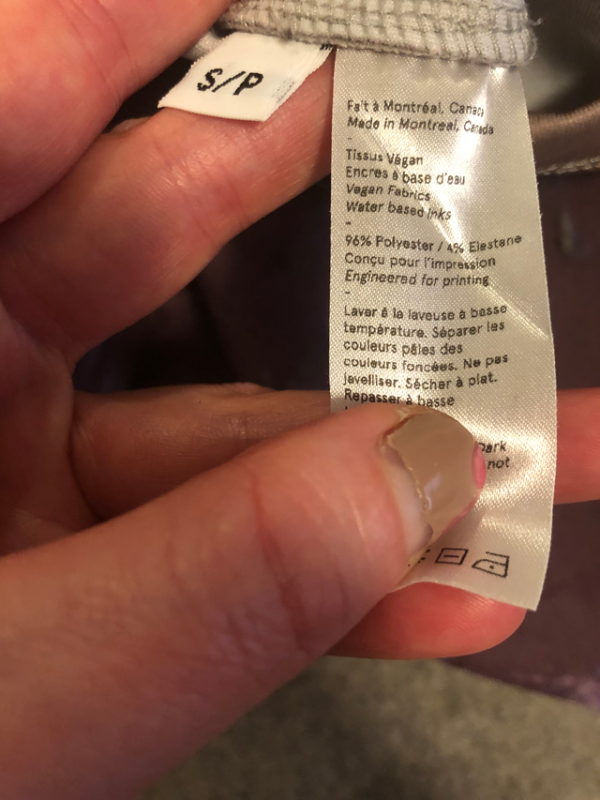 S/P
Fait à Montréal, Canada
Made in Montreal, Canada
-
Tissus Végan
Encres à base d'eau
Vegan Fabrics
Water based inks
-
96% Polyester / 4% Elastane
Conçu pour l'impression
Engineered for printing
-
Laver à la laveuse à basse
température. Séparer les
couleurs pâles des
couleurs foncées. Ne pas
javelliser. Sécher à plat.
Repasser à basse
Dark
not